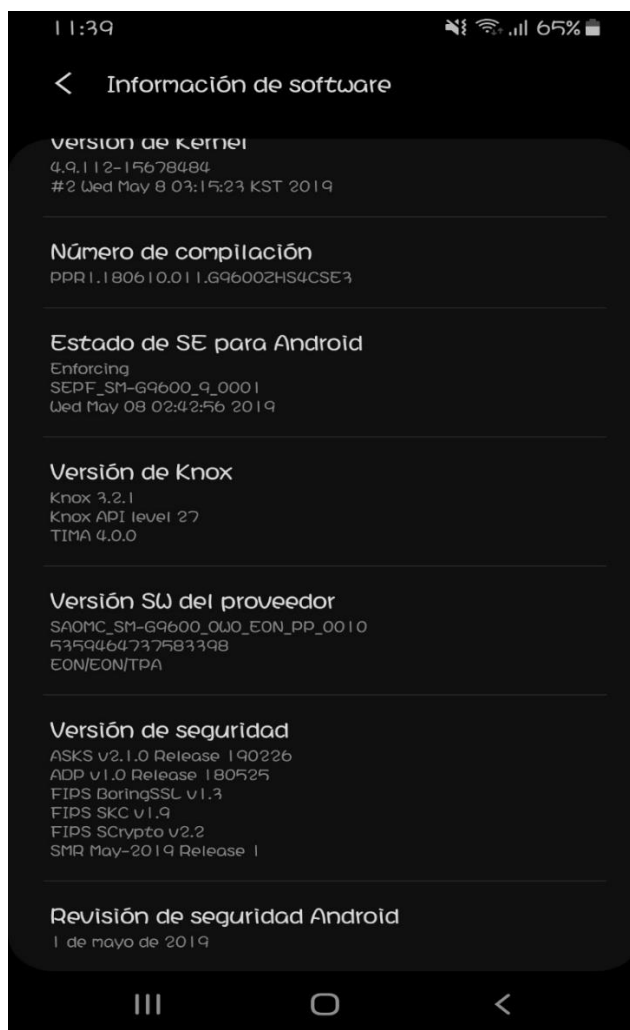 11:39
65%
Información de software
Versión de Kernel
4.9.112-15678484
#2 Wed May 8 03:15:23 KST 2019
Número de compilación
PPR1.180610.011.G9600ZHS4CSE3
Estado de SE para Android
Enforcing
SEPF_SM-G9600_9_0001
Wed May 08 02:42:56 2019
Versión de Knox
Knox 3.2.1
Knox API level 27
TIMA 4.0.0
Versión SW del proveedor
SAOMC_SM-G9600_OWO_EON_PP_0010
5359464737583398
EON/EON/TPA
Versión de seguridad
ASKS v2.1.0 Release 190226
ADP v1.0 Release 180525
FIPS BoringSSL v1.3
FIPS SKC v1.9
FIPS SCrypto v2.2
SMR May-2019 Release 1
Revisión de seguridad Android
1 de mayo de 2019